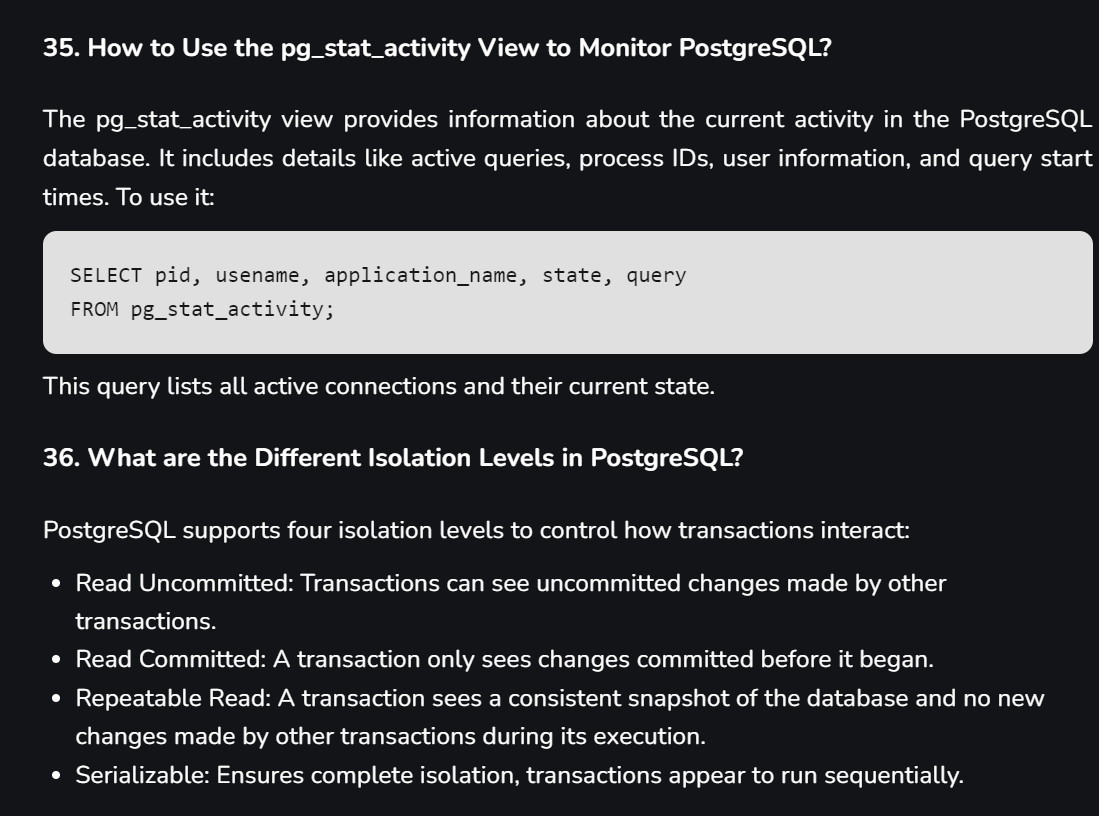 35. How to Use the pg_stat_activity View to Monitor PostgreSQL?
The pg_stat_activity view provides information about the current activity in the PostgreSQL
database. It includes details like active queries, process IDs, user information, and query start
times. To use it:
SELECT pid, usename, application_name, state, query
FROM pg_stat_activity;
This query lists all active connections and their current state.
36. What are the Different Isolation Levels in PostgreSQL?
PostgreSQL supports four isolation levels to control how transactions interact:
• Read Uncommitted: Transactions can see uncommitted changes made by other
transactions.
• Read Committed: A transaction only sees changes committed before it began.
• Repeatable Read: A transaction sees a consistent snapshot of the database and no new
changes made by other transactions during its execution.
• Serializable: Ensures complete isolation, transactions appear to run sequentially.